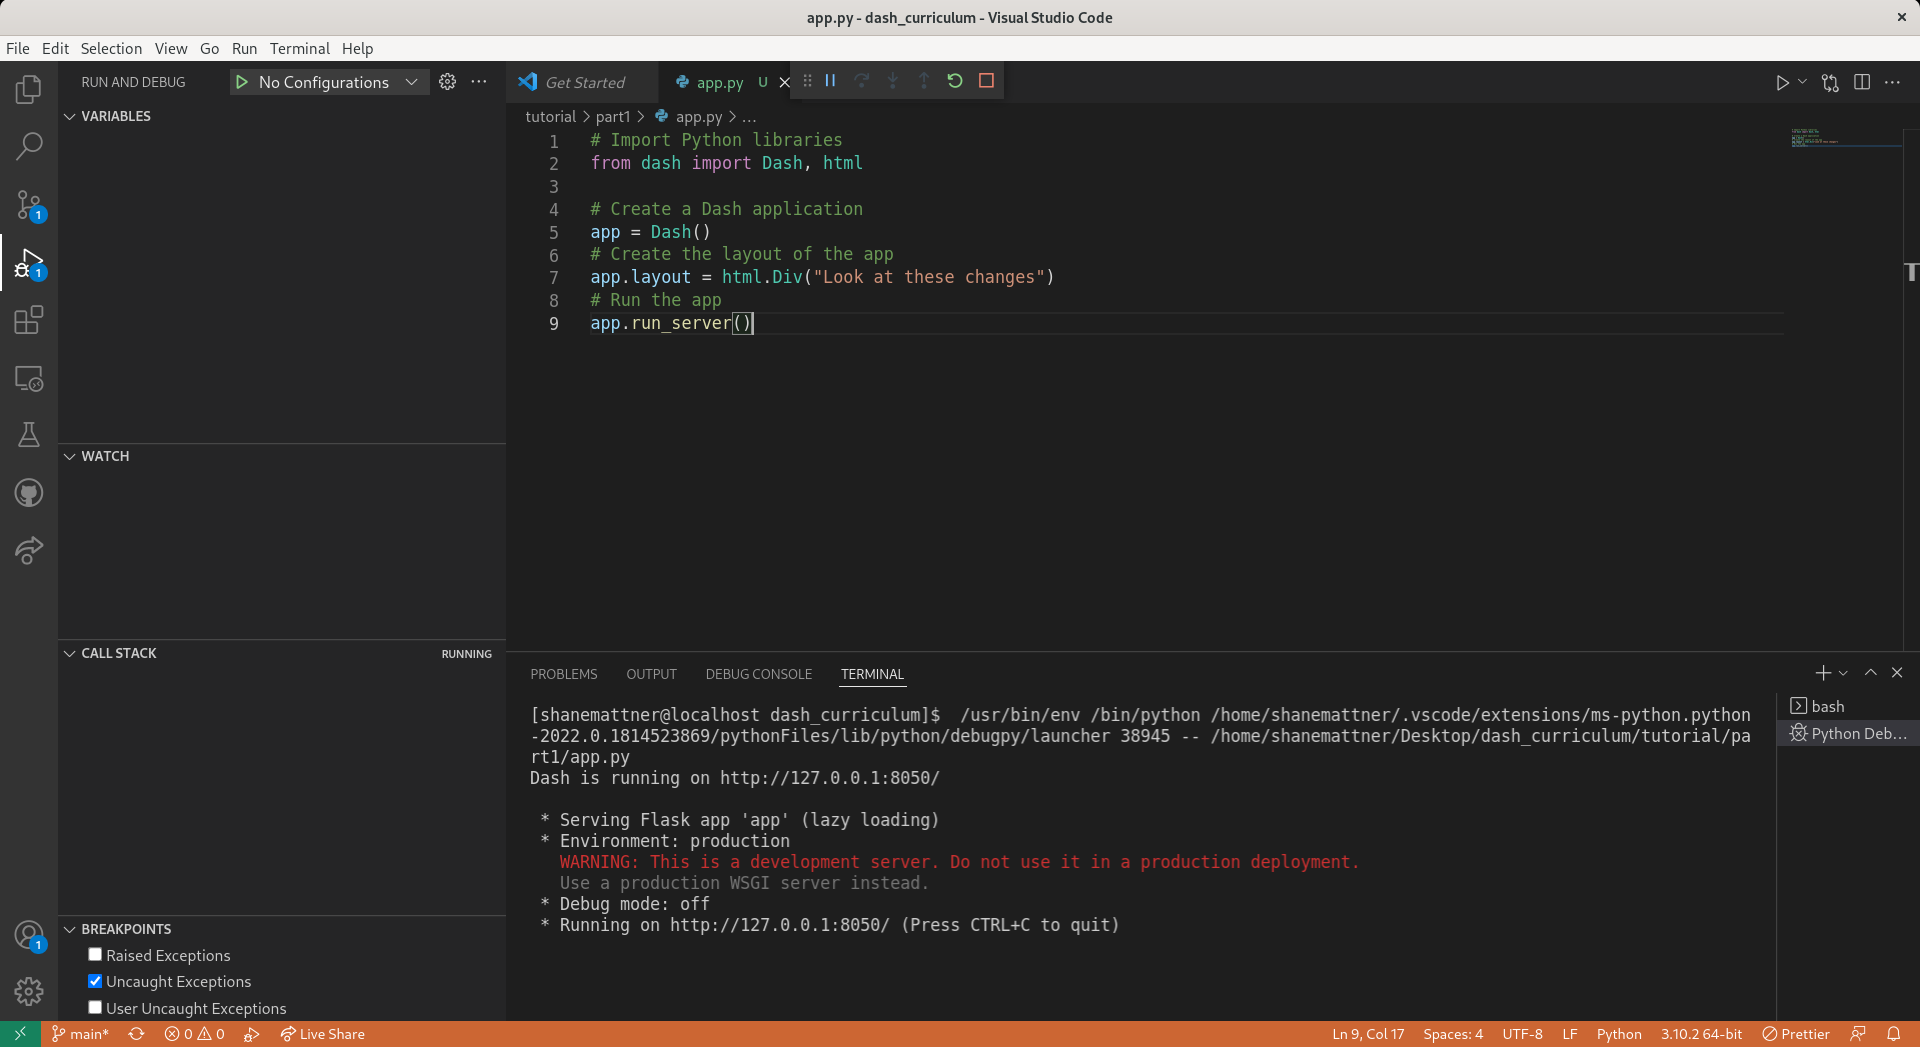 app.py - dash_curriculum - Visual Studio Code
File Edit Selection View Go Run Terminal Help
RUN AND DEBUG No Configurations
VARIABLES
WATCH
CALL STACK RUNNING
BREAKPOINTS
Raised Exceptions
Uncaught Exceptions
User Uncaught Exceptions
1
1
1
Get Started app.py U
tutorial > part1 > app.py > ...
1 # Import Python libraries
2 from dash import Dash, html
3
4 # Create a Dash application
5 app = Dash()
6 # Create the layout of the app
7 app.layout = html.Div("Look at these changes")
8 # Run the app
9 app.run_server()
PROBLEMS OUTPUT DEBUG CONSOLE TERMINAL
[shanemattner@localhost dash_curriculum]$  /usr/bin/env /bin/python /home/shanemattner/.vscode/extensions/ms-python.python
-2022.0.1814523869/pythonFiles/lib/python/debugpy/launcher 38945 -- /home/shanemattner/Desktop/dash_curriculum/tutorial/pa
rt1/app.py
Dash is running on http://127.0.0.1:8050/
* Serving Flask app 'app' (lazy loading)
* Environment: production
WARNING: This is a development server. Do not use it in a production deployment.
Use a production WSGI server instead.
* Debug mode: off
* Running on http://127.0.0.1:8050/ (Press CTRL+C to quit)
bash
Python Deb...
main* 0 0 Live Share Ln 9, Col 17 Spaces: 4 UTF-8 LF Python 3.10.2 64-bit Prettier